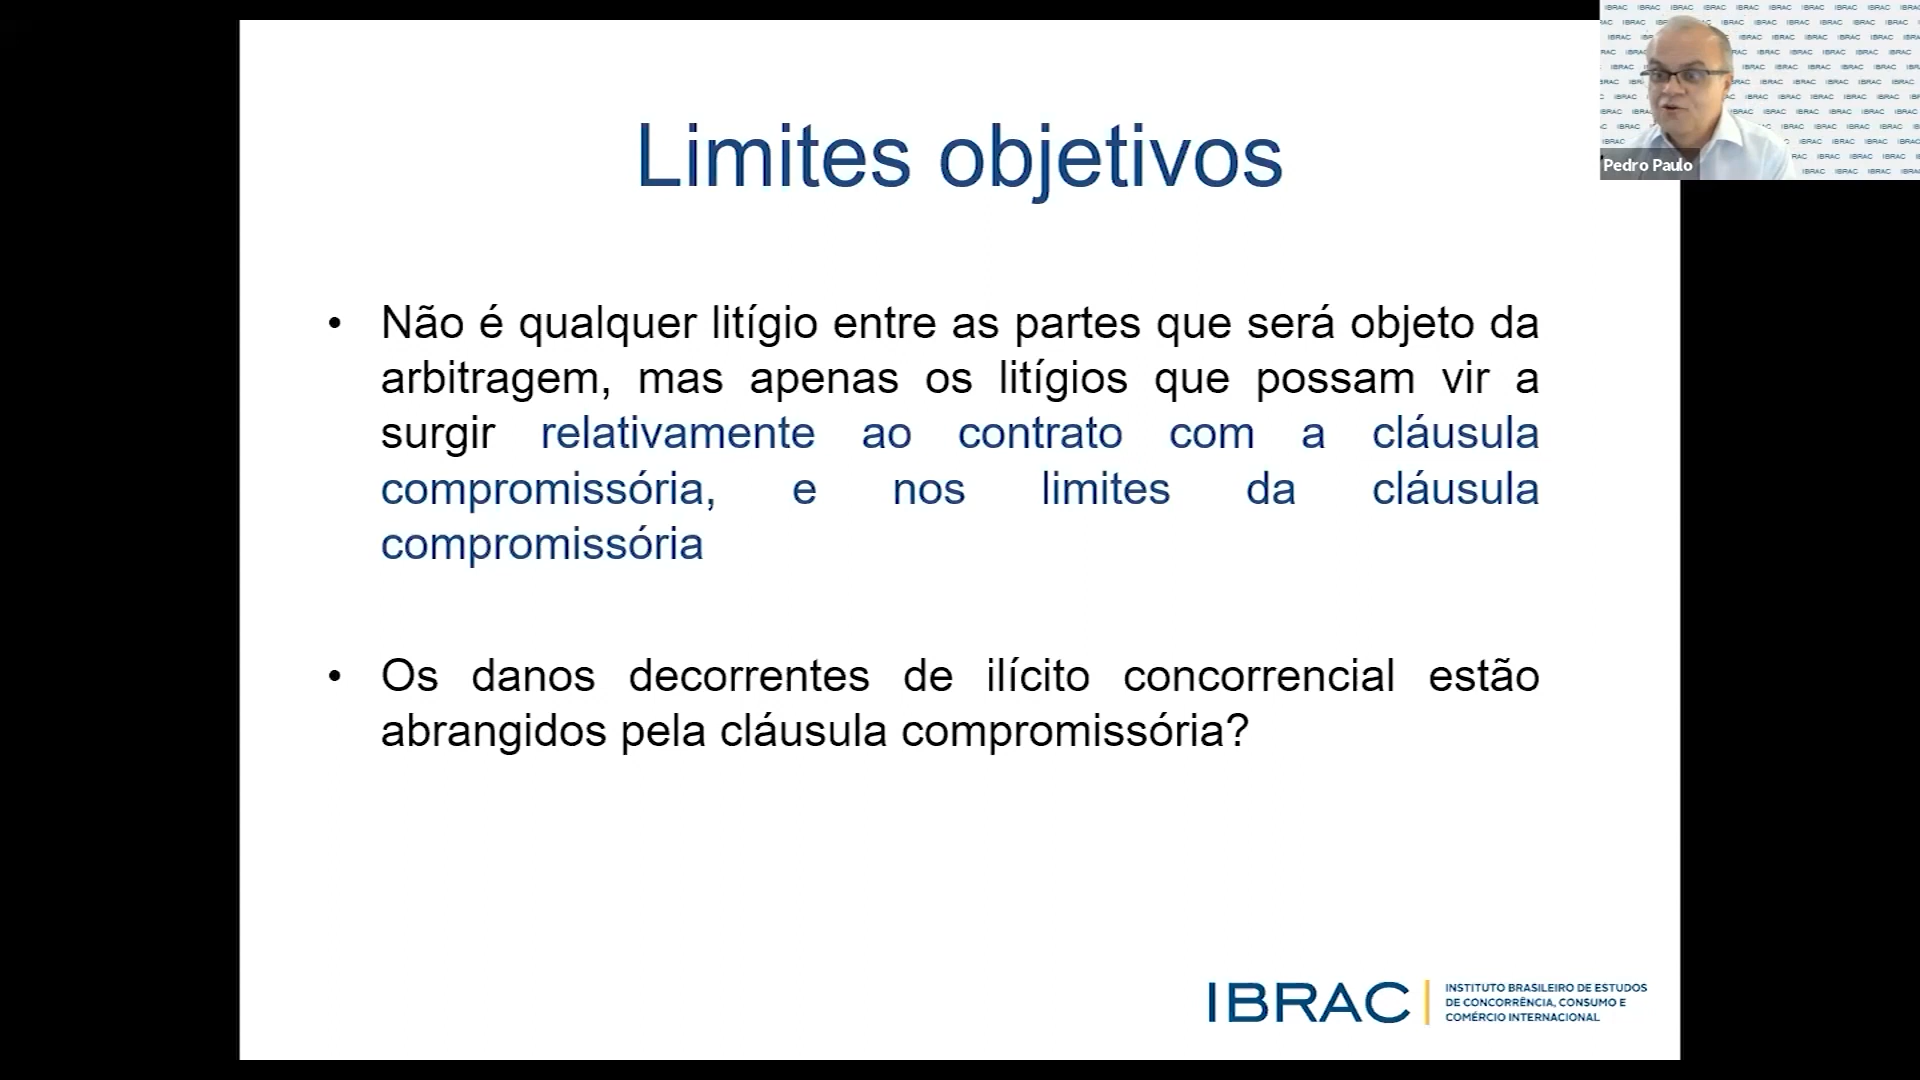 Limites objetivos
• Não é qualquer litígio entre as partes que será objeto da
arbitragem, mas apenas os litígios que possam vir a
surgir relativamente ao contrato com a cláusula
compromissória, e nos limites da cláusula
compromissória
• Os danos decorrentes de ilícito concorrencial estão
abrangidos pela cláusula compromissória?
Pedro Paulo
IBRAC
INSTITUTO BRASILEIRO DE ESTUDOS
DE CONCORRÊNCIA, CONSUMO E
COMÉRCIO INTERNACIONAL